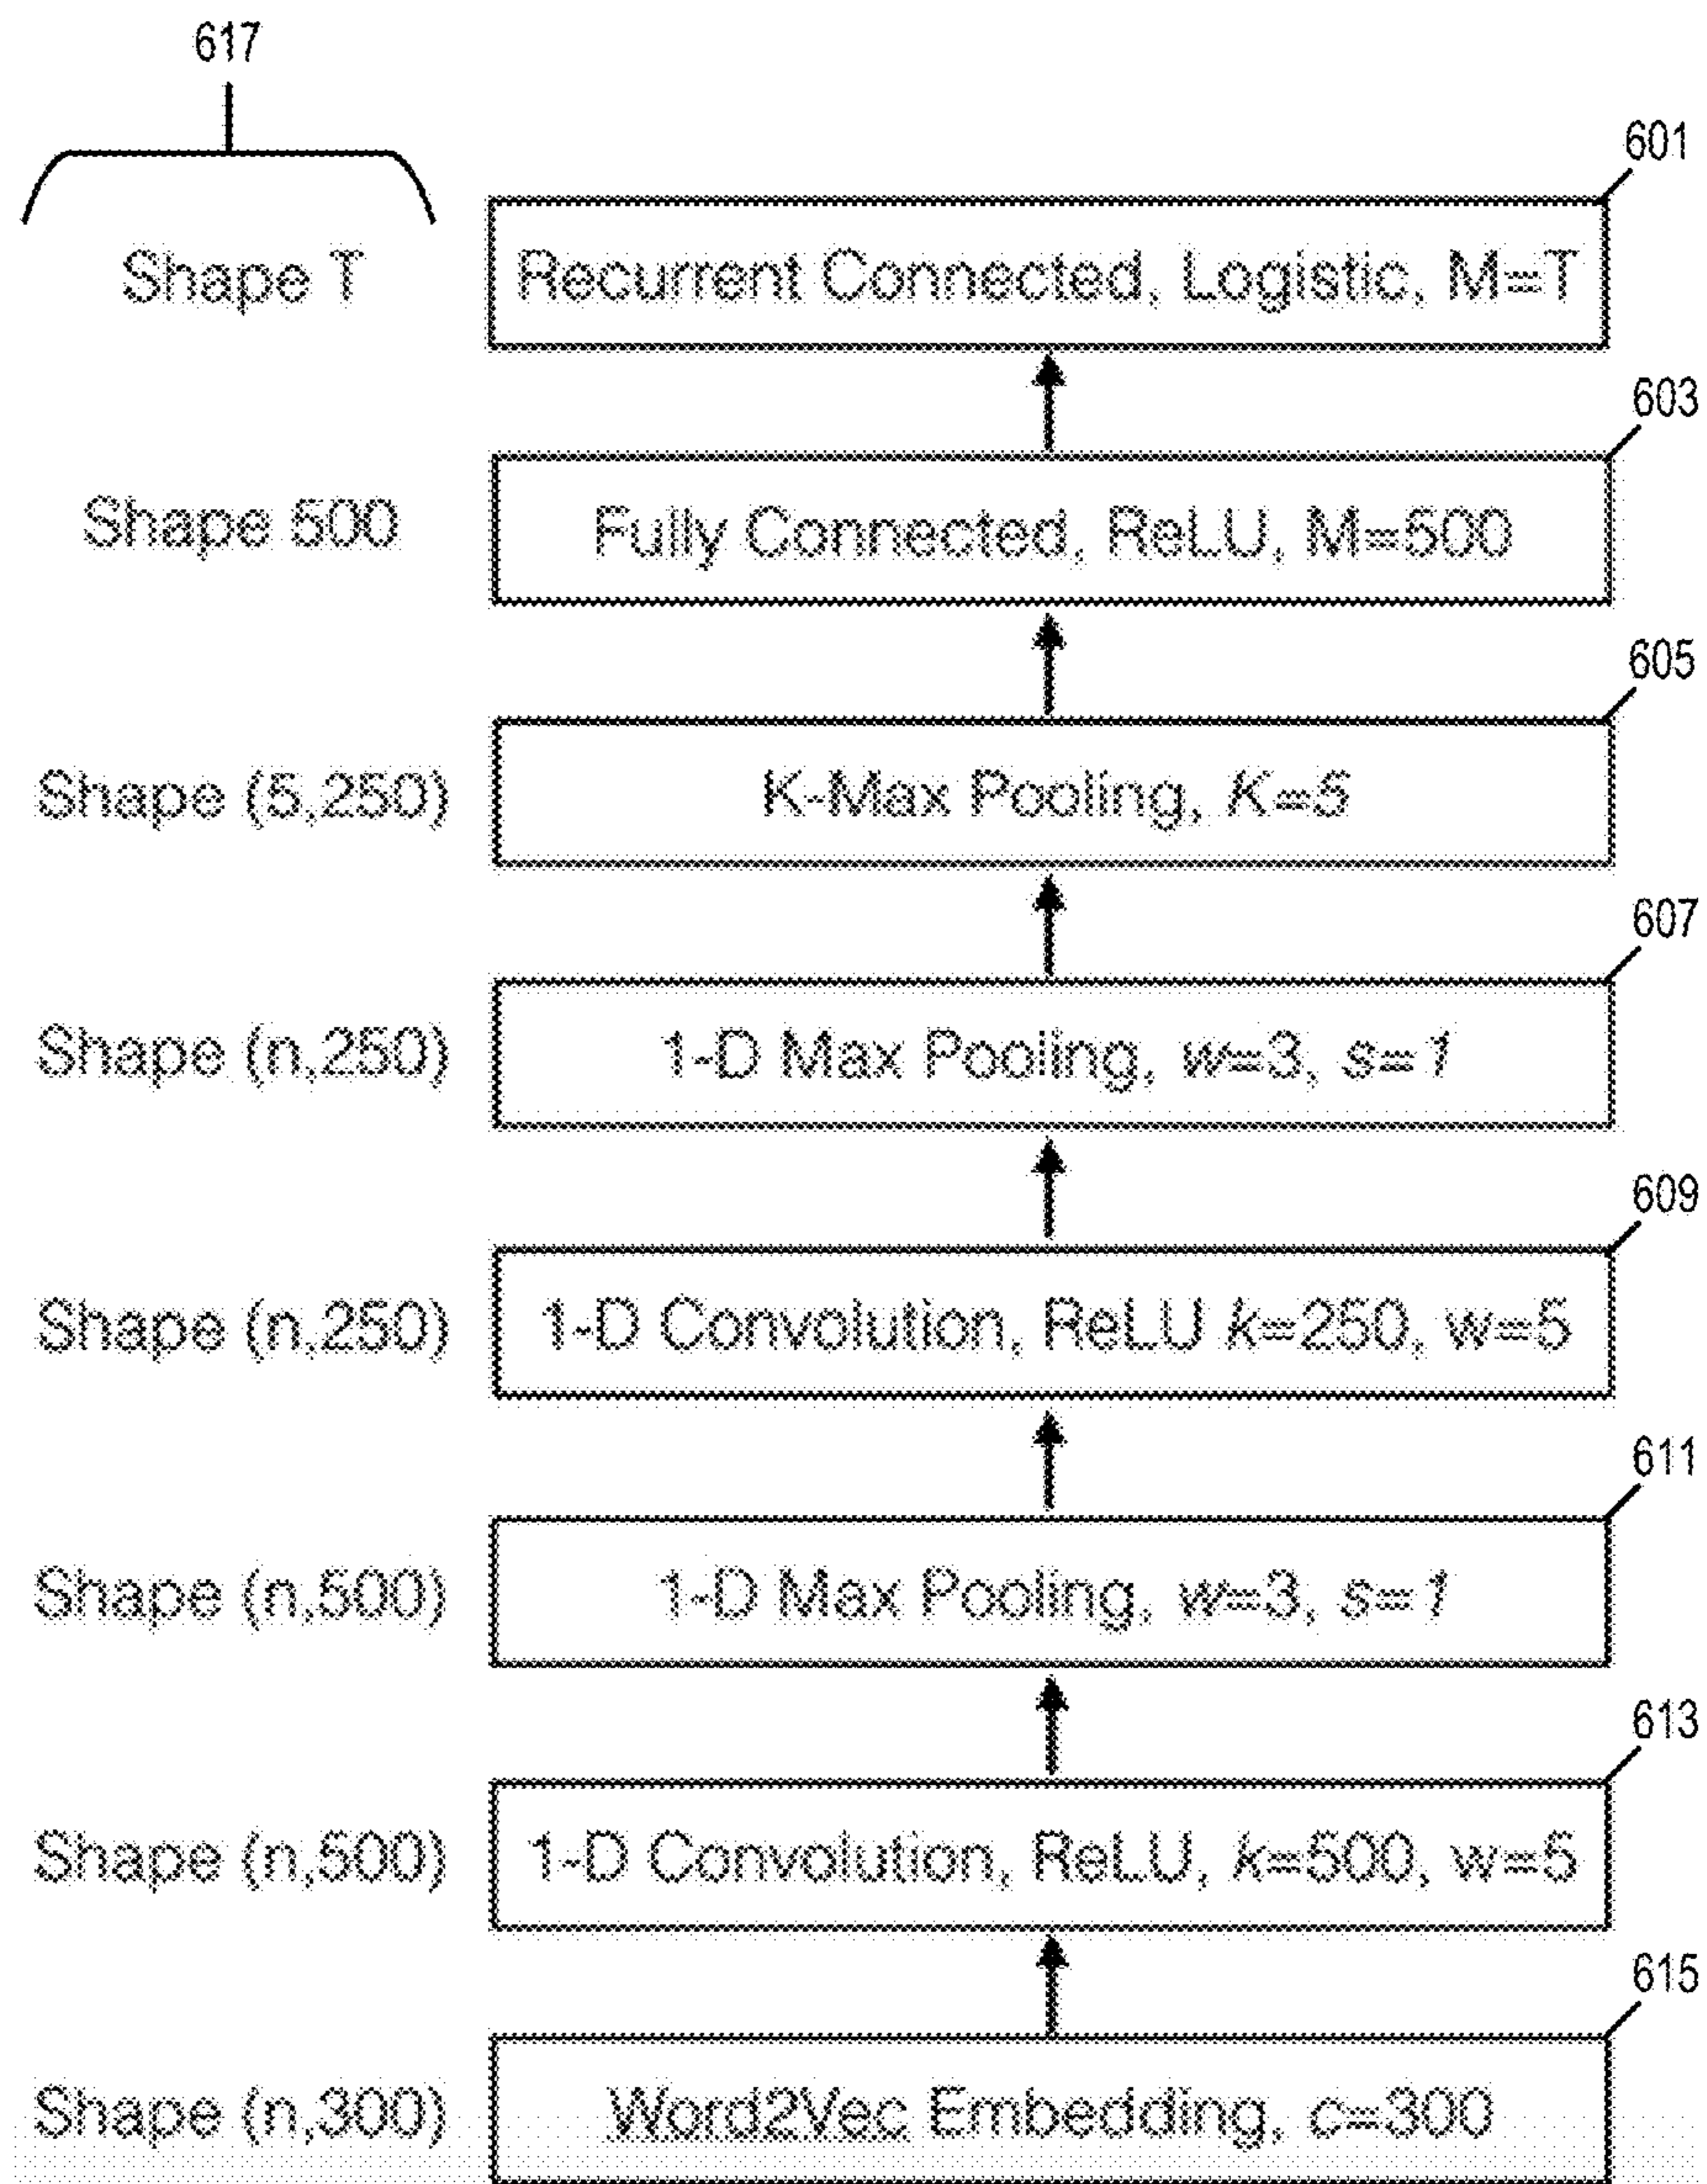 617
601
Shape T
Recurrent Connected, Logistic, M=T
603
Shape 500
Fully Connected, ReLU, M=500
605
Shape (5,250)
K-Max Pooling, K=5
607
Shape (n,250)
1-D Max Pooling, w=3, s=1
609
Shape (n,250)
1-D Convolution, ReLU k=250, w=5
611
Shape (n,500)
1-D Max Pooling, w=3, s=1
613
Shape (n,500)
1-D Convolution, ReLU, k=500, w=5
615
Shape (n,300)
Word2Vec Embedding, c=300